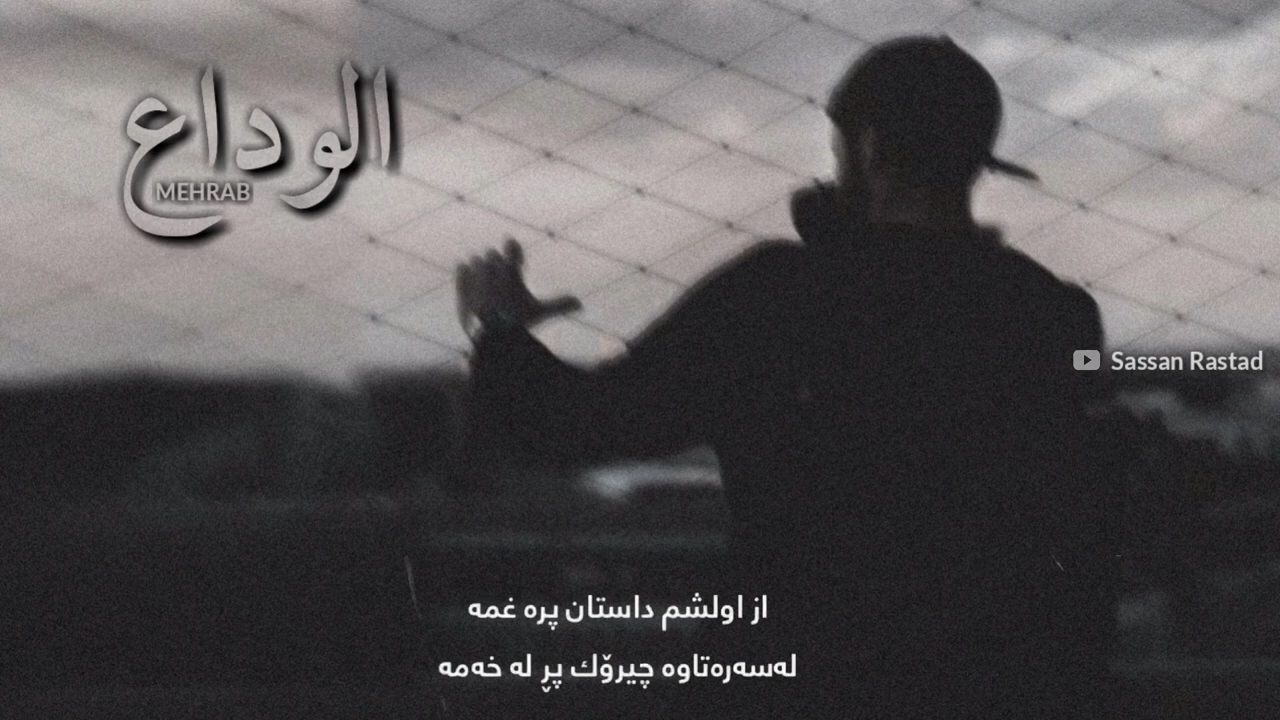 الوداع
MEHRAB
Sassan Rastad
از اولشم داستان پره غمه
لەسەرەتاوە چیرۆك پڕ لە خەمە